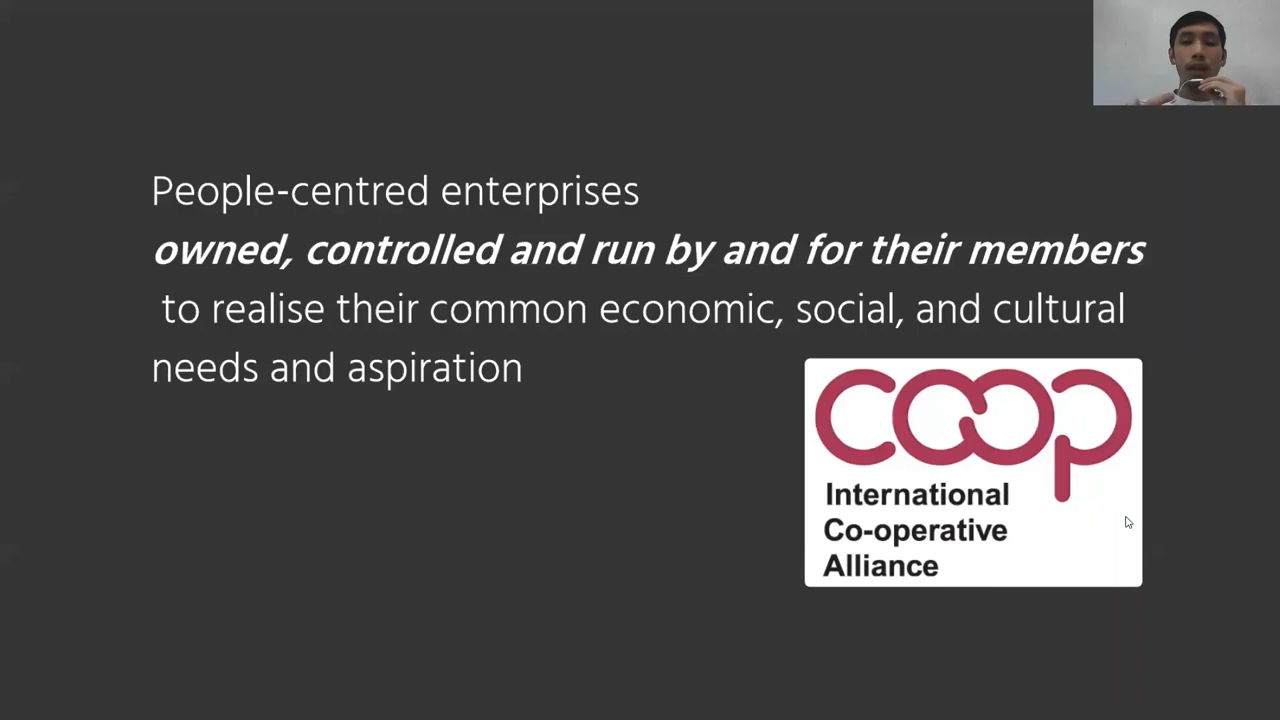 People-centred enterprises
owned, controlled and run by and for their members
to realise their common economic, social, and cultural
needs and aspiration
coop
International
Co-operative
Alliance